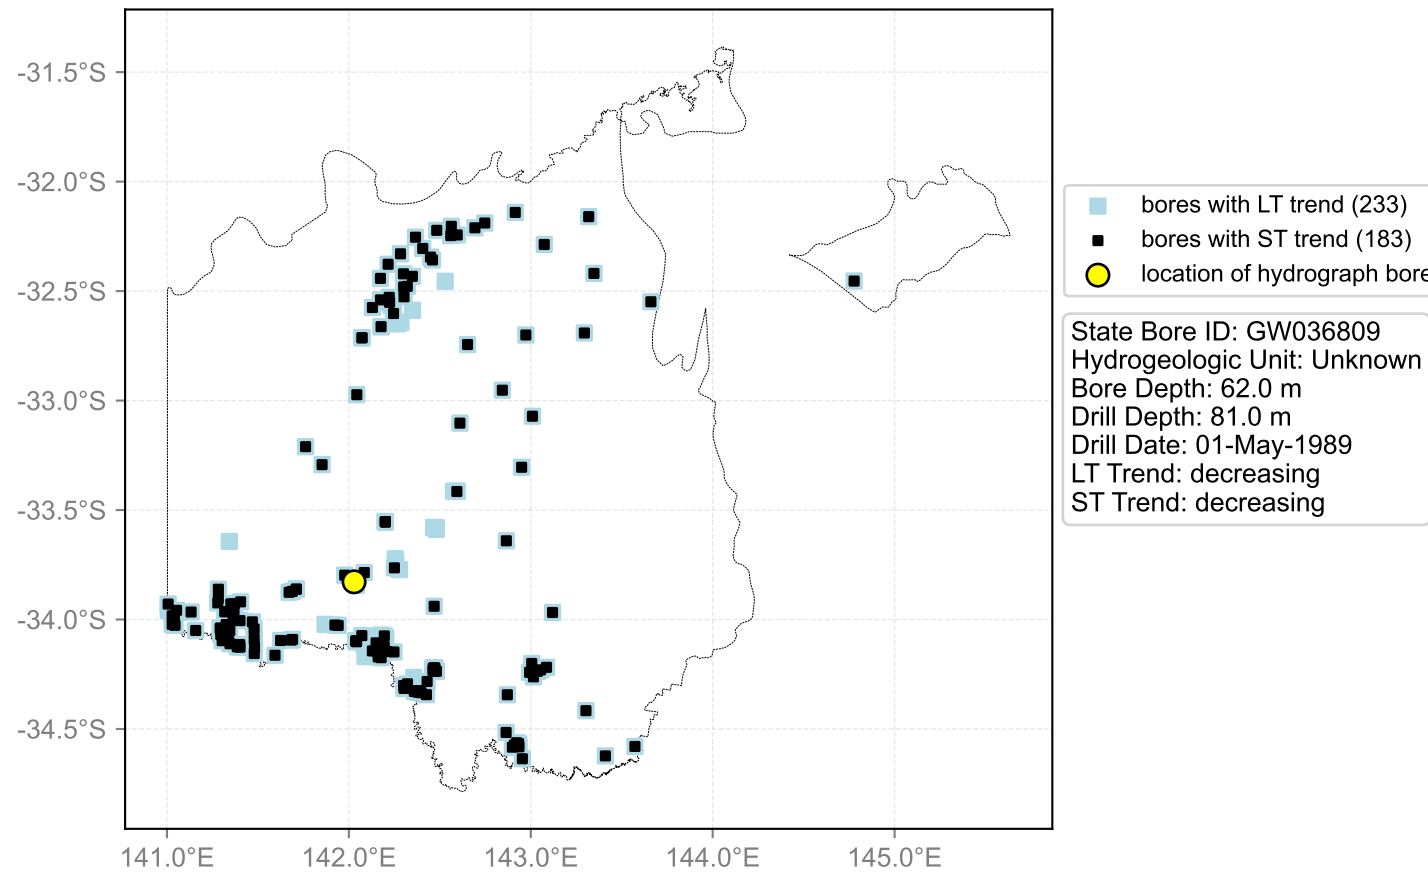 -31.5°S
-32.0°S
-32.5°S
-33.0°S
-33.5°S
-34.0°S
-34.5°S
141.0°E
142.0°E
143.0°E
144.0°E
145.0°E
bores with LT trend (233)
bores with ST trend (183)
location of hydrograph bore
State Bore ID: GW036809
Hydrogeologic Unit: Unknown
Bore Depth: 62.0 m
Drill Depth: 81.0 m
Drill Date: 01-May-1989
LT Trend: decreasing
ST Trend: decreasing